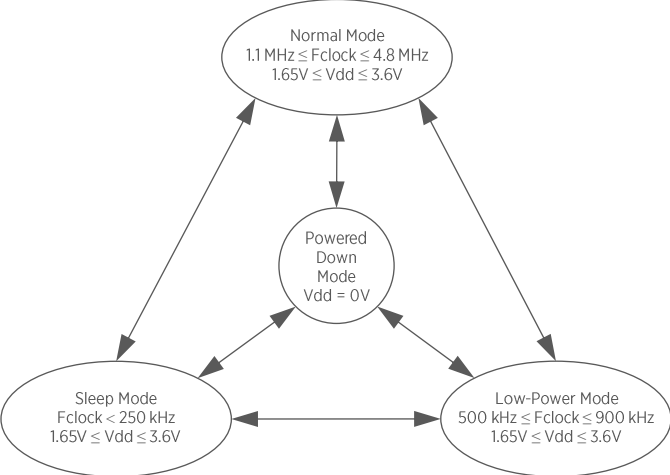 Normal Mode
1.1 MHz ≤ Fclock ≤ 4.8 MHz
1.65V ≤ Vdd ≤ 3.6V
Powered
Down
Mode
Vdd = 0V
Sleep Mode
Fclock < 250 kHz
1.65V ≤ Vdd ≤ 3.6V
Low-Power Mode
500 kHz ≤ Fclock ≤ 900 kHz
1.65V ≤ Vdd ≤ 3.6V